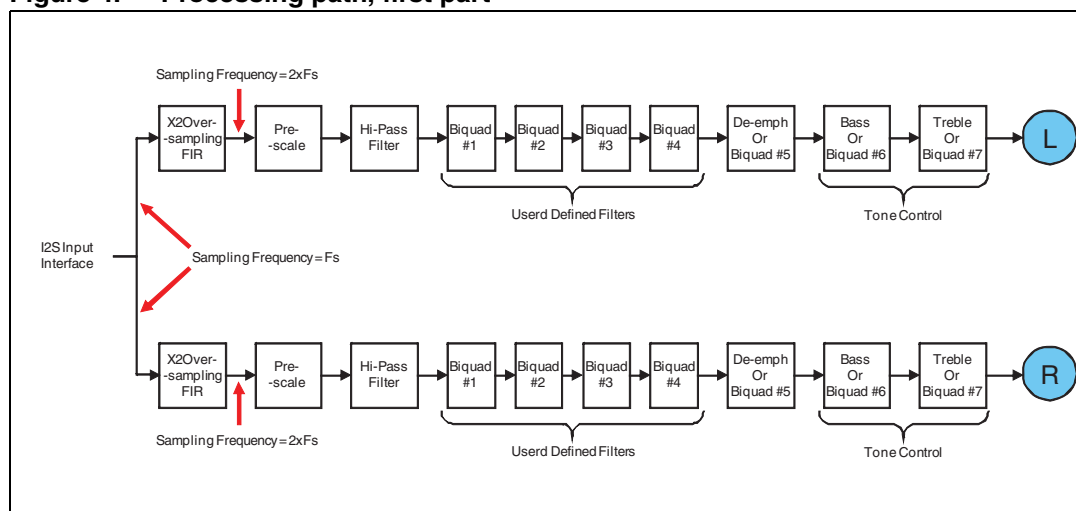 Figure 4. Processing path, first part
Sampling Frequency = 2xFs
X2Over-
-sampling
FIR
Pre-
-scale
Hi-Pass
Filter
Biquad
#1
Biquad
#2
Biquad
#3
Biquad
#4
De-emph
Or
Biquad #5
Bass
Or
Biquad #6
Treble
Or
Biquad #7
L
Userd Defined Filters
Tone Control
I2S Input
Interface
Sampling Frequency = Fs
X2Over-
-sampling
FIR
Pre-
-scale
Hi-Pass
Filter
Biquad
#1
Biquad
#2
Biquad
#3
Biquad
#4
De-emph
Or
Biquad #5
Bass
Or
Biquad #6
Treble
Or
Biquad #7
R
Sampling Frequency = 2xFs
Userd Defined Filters
Tone Control